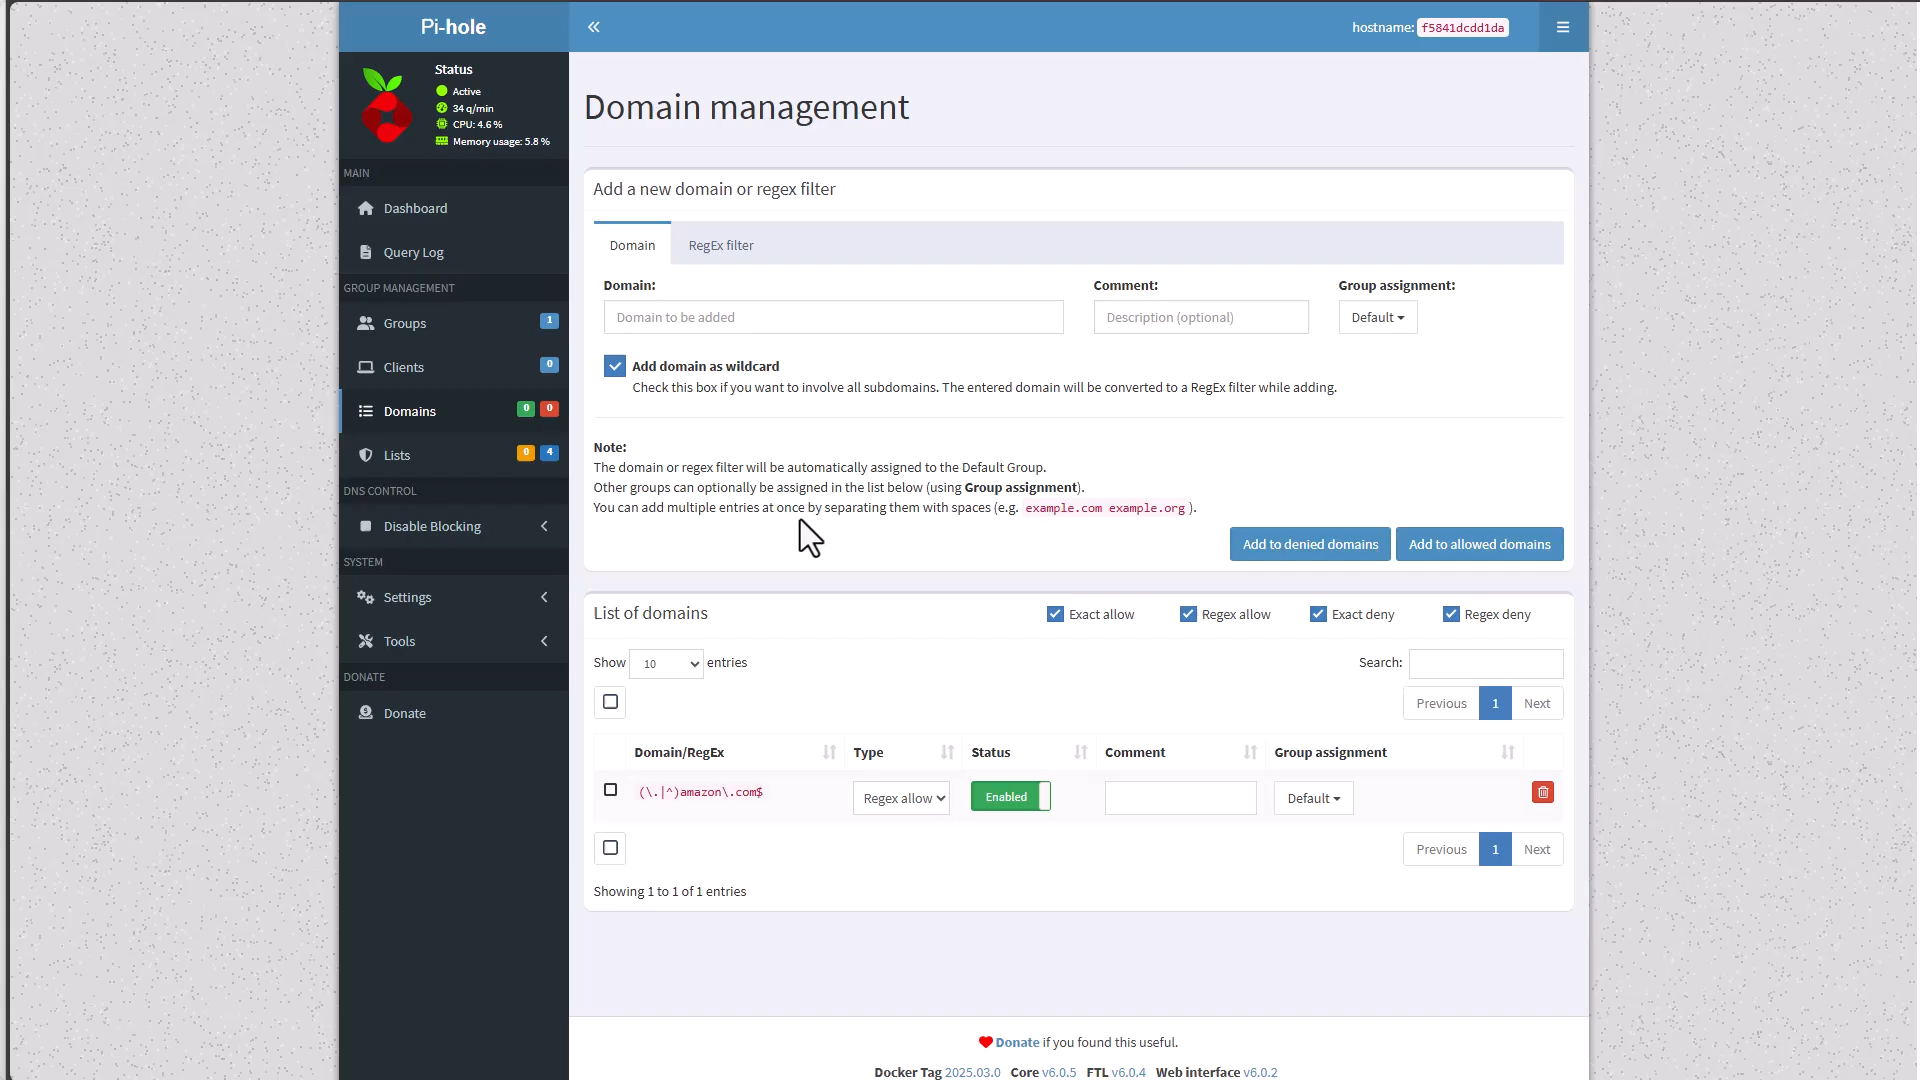 Pi-hole
hostname: f5841dcdd1da
Status
Active
34 q/min
CPU: 4.6 %
Memory usage: 5.8 %
MAIN
Dashboard
Query Log
GROUP MANAGEMENT
Groups 1
Clients 0
Domains 0 0
Lists 0 4
DNS CONTROL
Disable Blocking
SYSTEM
Settings
Tools
DONATE
Donate
Domain management
Add a new domain or regex filter
Domain RegEx filter
Domain: Comment: Group assignment:
Domain to be added Description (optional) Default
Add domain as wildcard
Check this box if you want to involve all subdomains. The entered domain will be converted to a RegEx filter while adding.
Note:
The domain or regex filter will be automatically assigned to the Default Group.
Other groups can optionally be assigned in the list below (using Group assignment).
You can add multiple entries at once by separating them with spaces (e.g. example.com example.org ).
Add to denied domains Add to allowed domains
List of domains Exact allow Regex allow Exact deny Regex deny
Show 10 entries Search:
Previous 1 Next
Domain/RegEx Type Status Comment Group assignment
(\.|^)amazon\.com$ Regex allow Enabled Default
Previous 1 Next
Showing 1 to 1 of 1 entries
Donate if you found this useful.
Docker Tag 2025.03.0 Core v6.0.5 FTL v6.0.4 Web interface v6.0.2